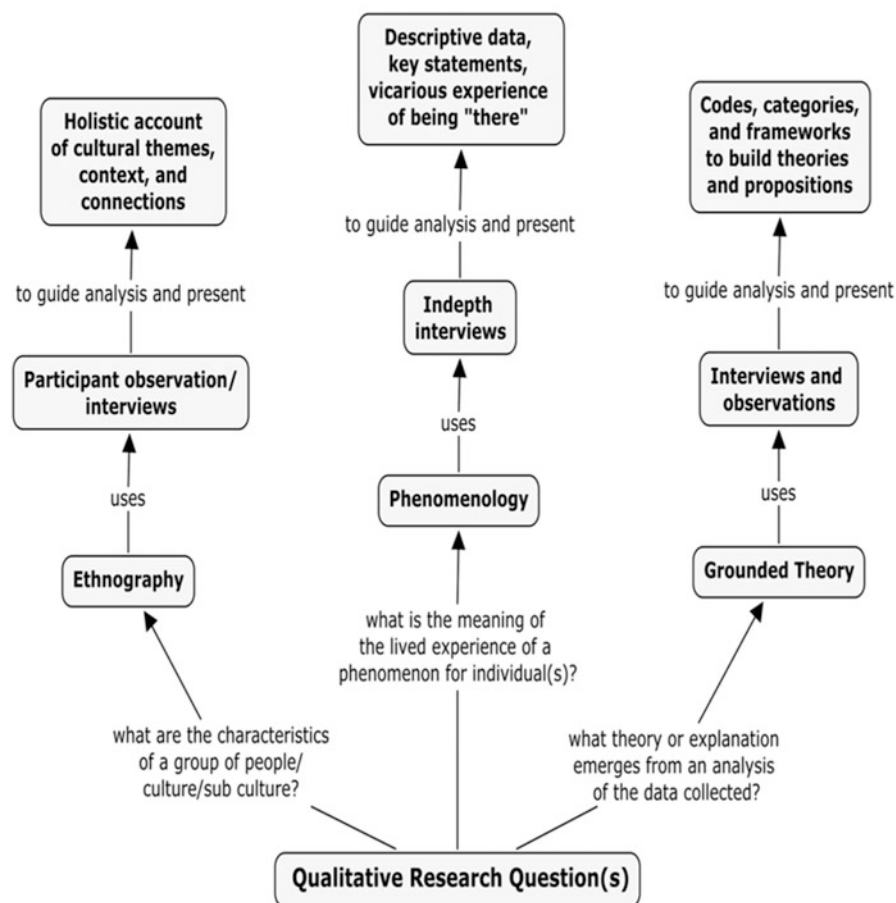 Descriptive data,
key statements,
vicarious experience
of being "there"
Holistic account
of cultural themes,
context, and
connections
Codes, categories,
and frameworks
to build theories
and propositions
to guide analysis and present
to guide analysis and present
to guide analysis and present
Indepth
interviews
Participant observation/
interviews
Interviews and
observations
uses
uses
uses
Phenomenology
Ethnography
Grounded Theory
what is the meaning of
the lived experience of a
phenomenon for individual(s)?
what are the characteristics
of a group of people/
culture/sub culture?
what theory or explanation
emerges from an analysis
of the data collected?
Qualitative Research Question(s)